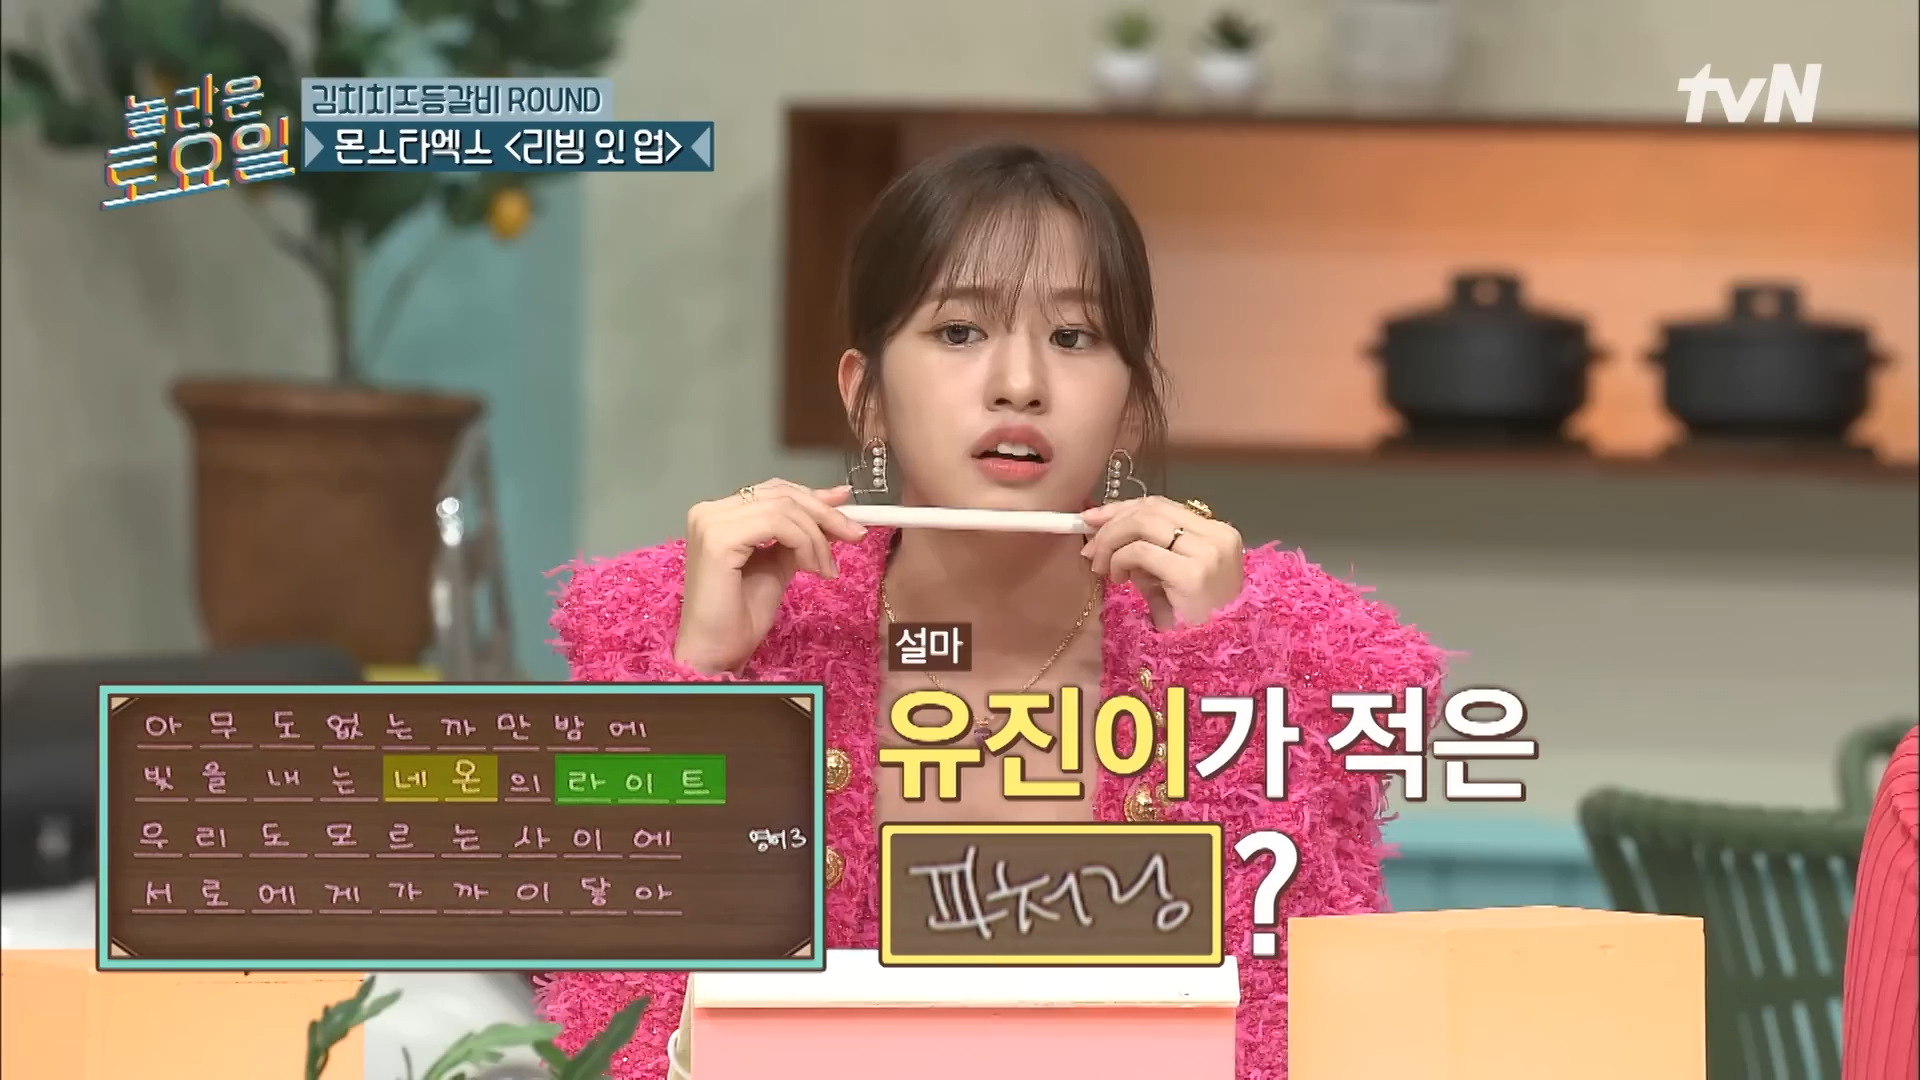 놀라운
토요일
김치치즈등갈비 ROUND
몬스타엑스 <리빙 잇 업>
tvN
설마
유진이가 적은
피처링?
아무도없는까만밤에
빛을 내는 네온의 라이트
우리도모르는사이에
영어3
서로에게가까이닿아